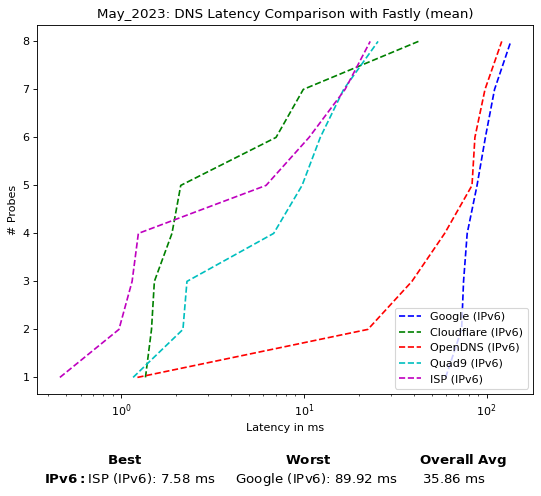 May_2023: DNS Latency Comparison with Fastly (mean)
8
7
6
5
4
3
2
1
# Probes
10⁰
10¹
10²
Latency in ms
Google (IPv6)
Cloudflare (IPv6)
OpenDNS (IPv6)
Quad9 (IPv6)
ISP (IPv6)
Best Worst Overall Avg
IPv6: ISP (IPv6): 7.58 ms Google (IPv6): 89.92 ms 35.86 ms